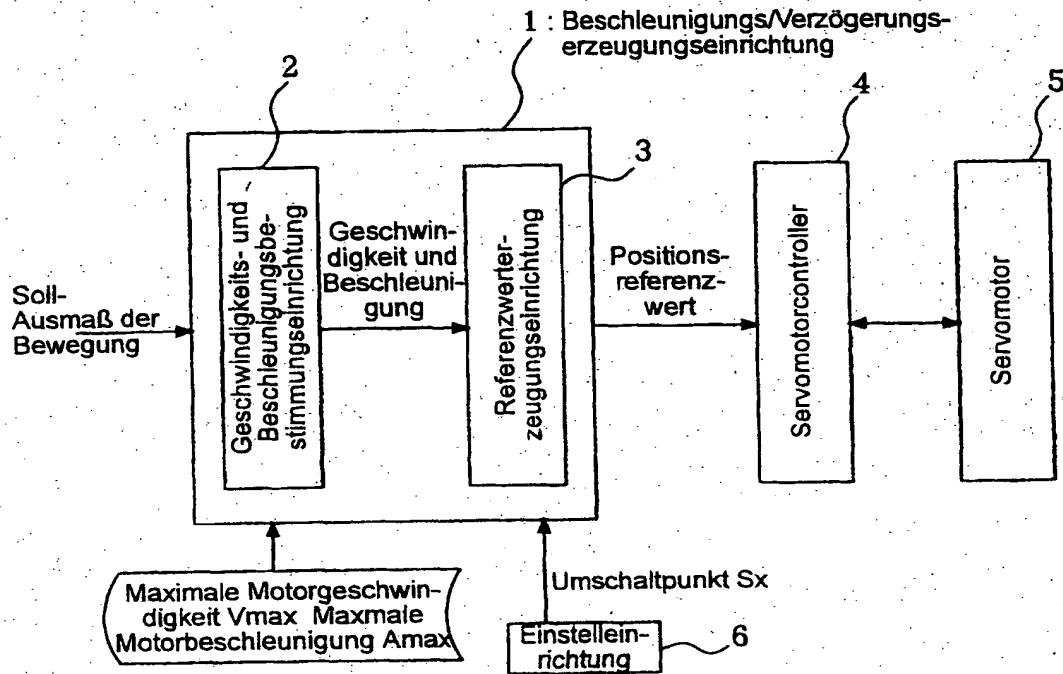 1 : Beschleunigungs/Verzögerungs-
erzeugungseinrichtung
2
3
4
5
Soll-
Ausmaß der
Bewegung
Geschwindigkeits- und
Beschleunigungsbe-
stimmungseinrichtung
Geschwin-
digkeit und
Beschleuni-
gung
Referenzwerter-
zeugungseinrichtung
Positions-
referenz-
wert
Servomotorcontroller
Servomotor
Maximale Motorgeschwin-
digkeit Vmax Maxmale
Motorbeschleunigung Amax
Umschaltpunkt Sx
Einstellein-
richtung
6